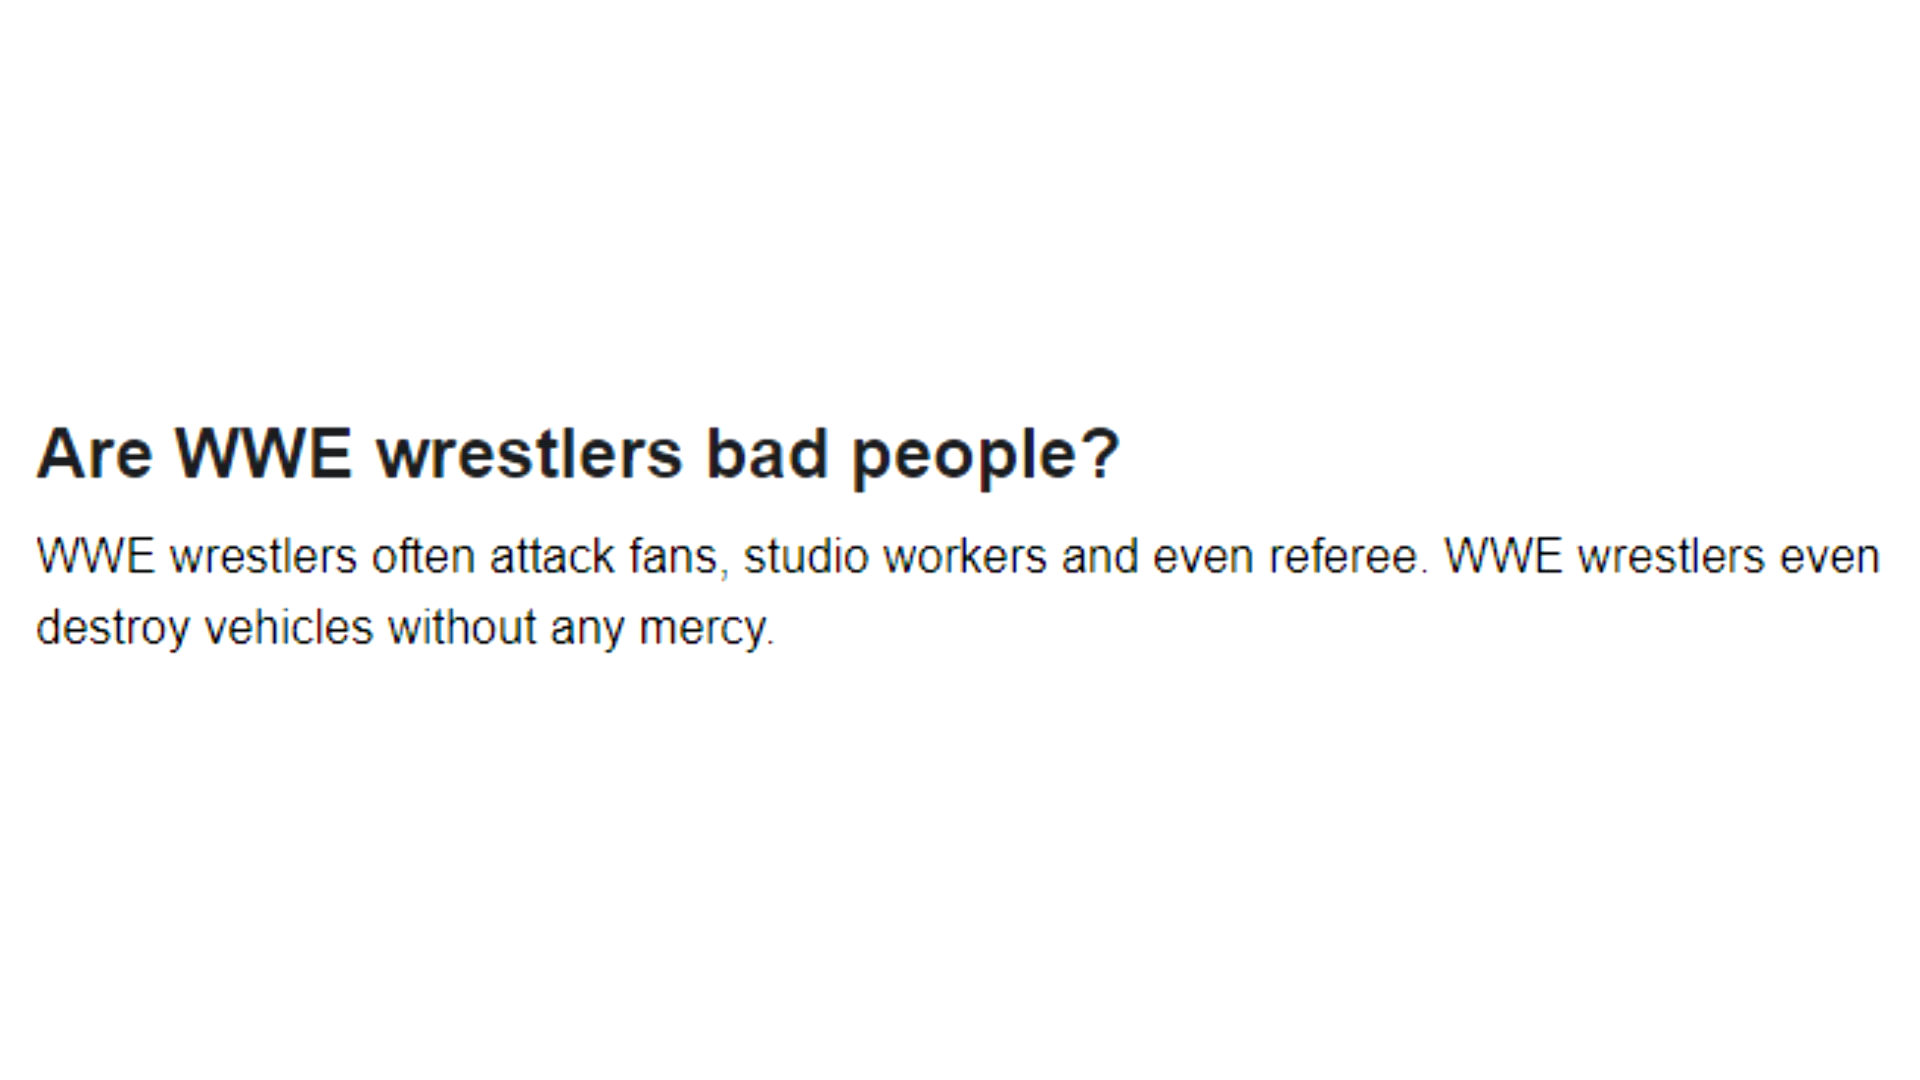 Are WWE wrestlers bad people?
WWE wrestlers often attack fans, studio workers and even referee. WWE wrestlers even
destroy vehicles without any mercy.